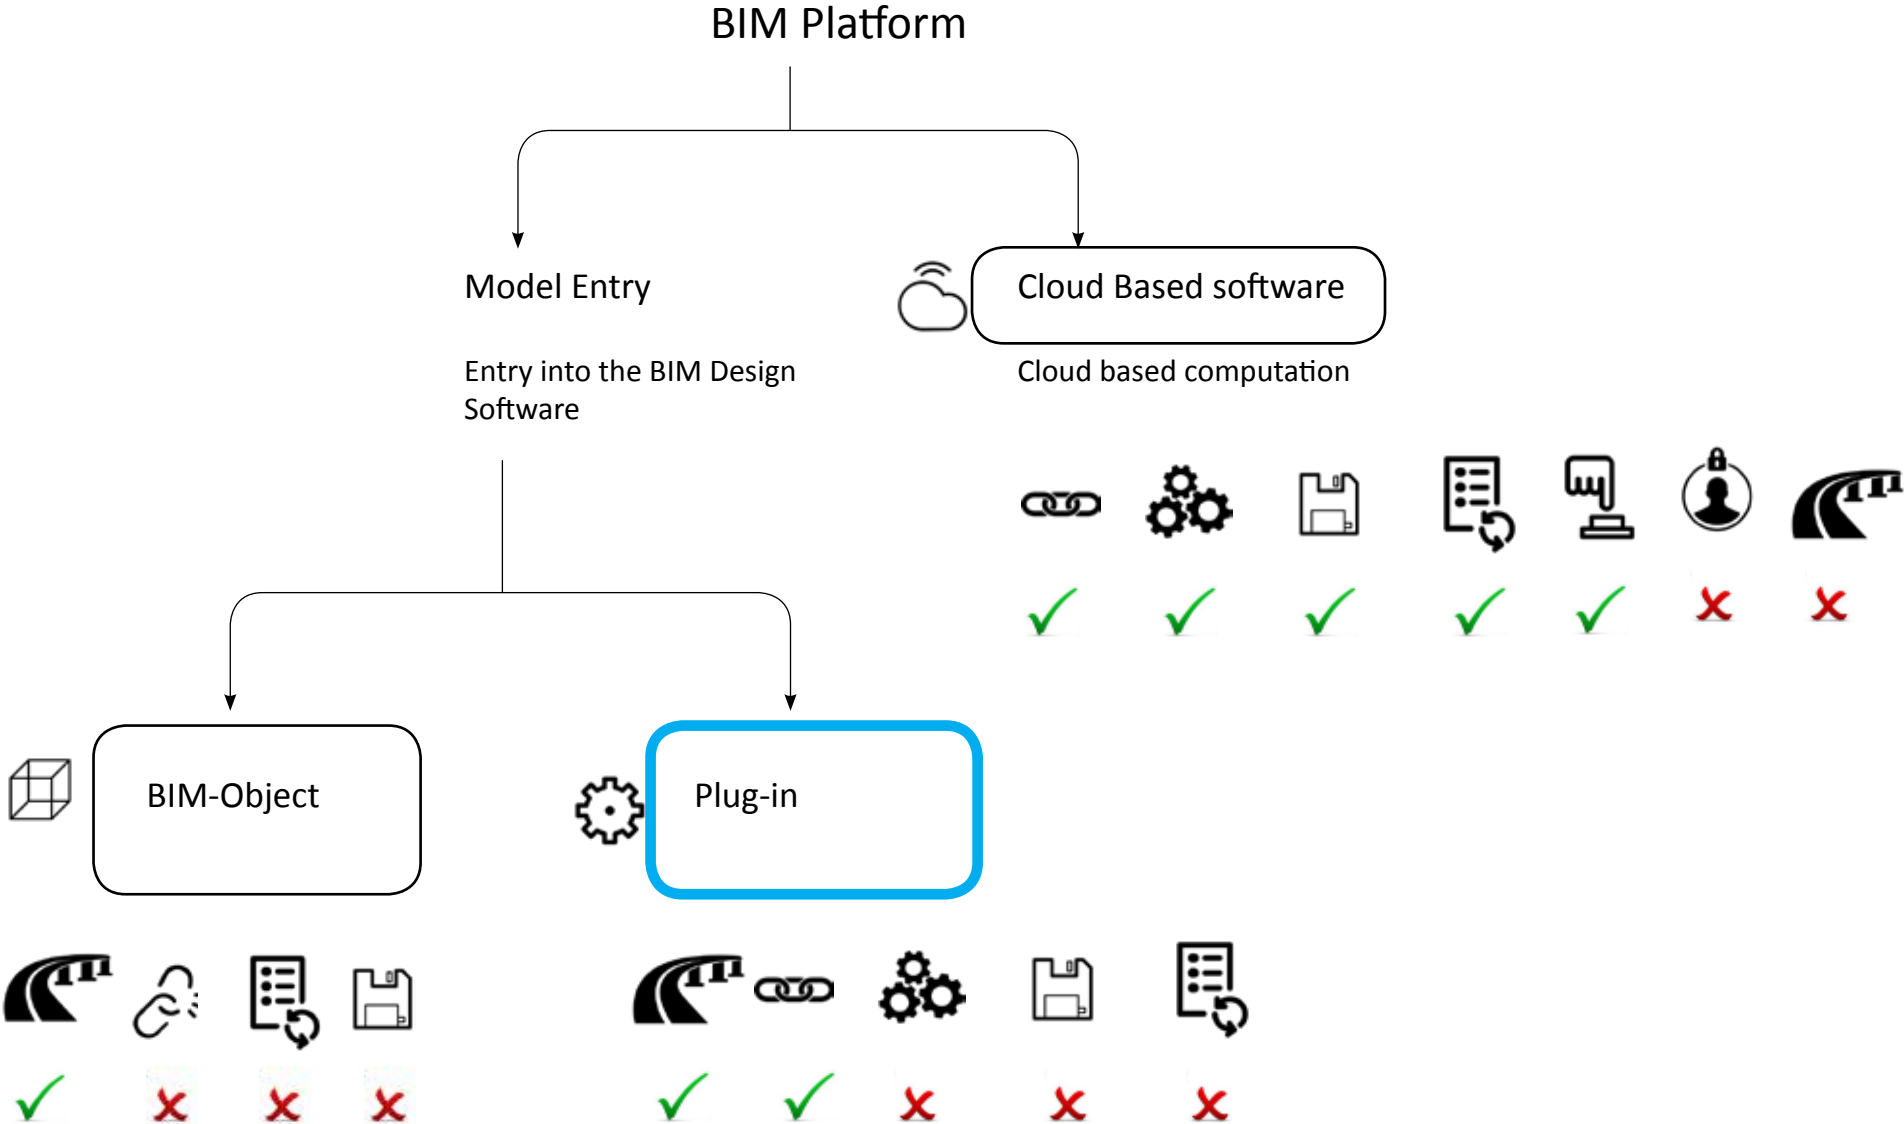 BIM Platform
Model Entry
Cloud Based software
Entry into the BIM Design
Software
Cloud based computation
BIM-Object
Plug-in